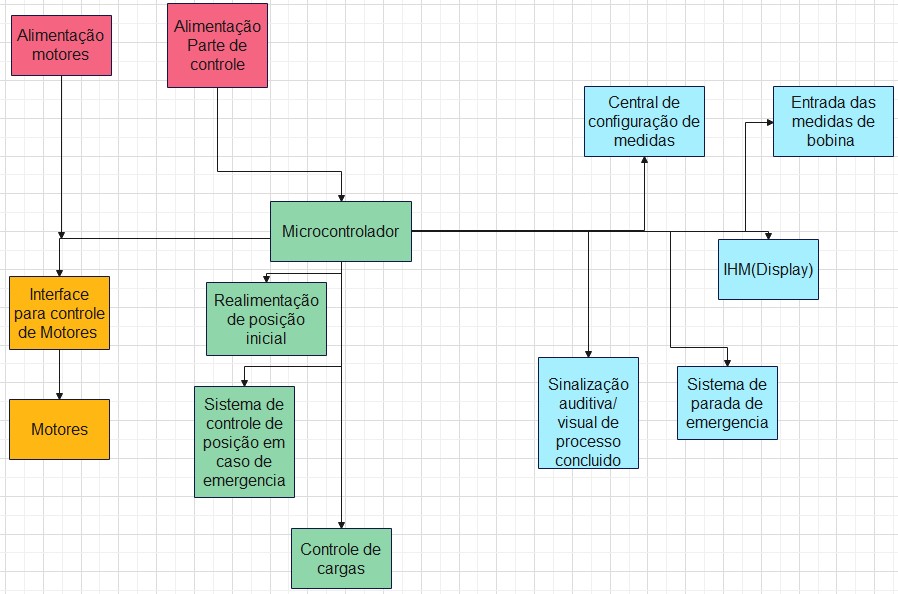 Alimentação
motores
Alimentação
Parte de
controle
Central de
configuração de
medidas
Entrada das
medidas de
bobina
Microcontrolador
IHM(Display)
Interface
para controle
de Motores
Realimentação
de posição
inicial
Motores
Sistema de
controle de
posição em
caso de
emergencia
Sinalização
auditiva/
visual de
processo
concluido
Sistema de
parada de
emergencia
Controle de
cargas